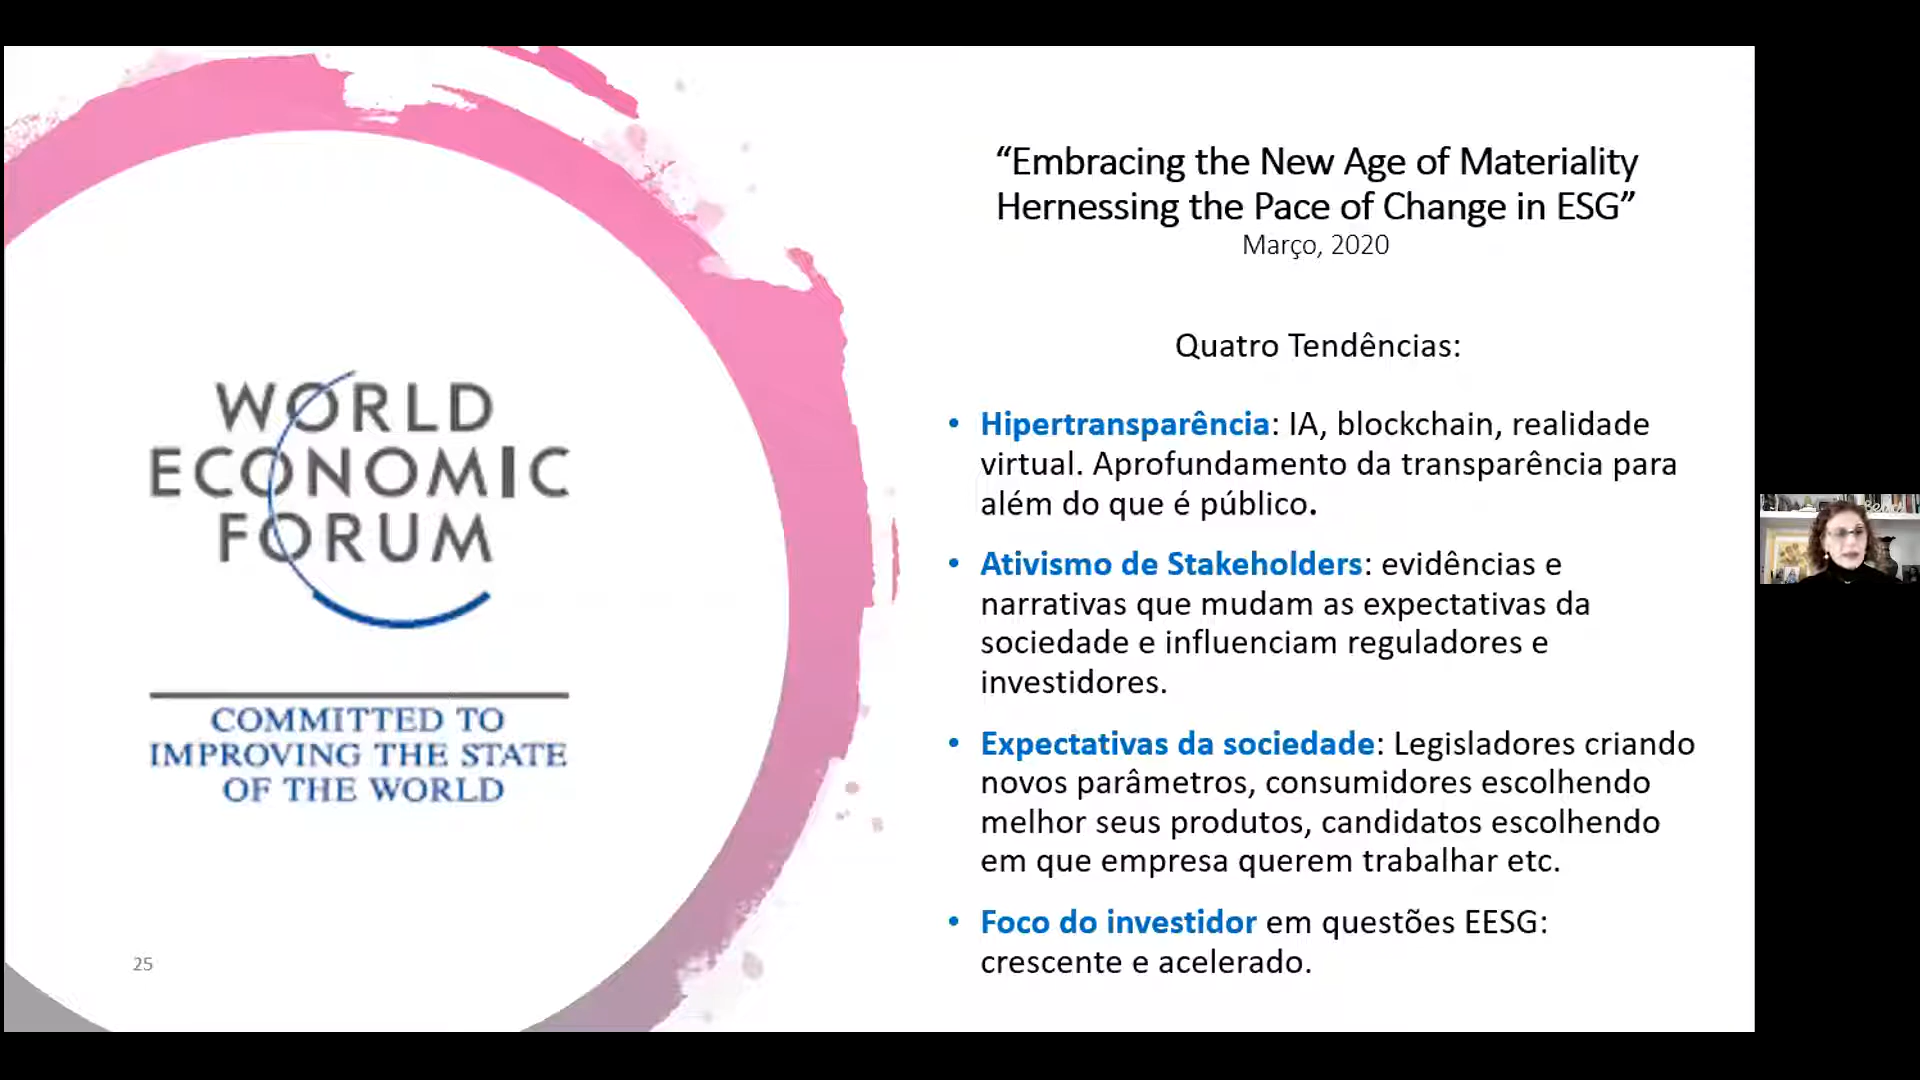 WORLD
ECONOMIC
FORUM
COMMITTED TO
IMPROVING THE STATE
OF THE WORLD
25
“Embracing the New Age of Materiality
Hernessing the Pace of Change in ESG”
Março, 2020
Quatro Tendências:
• Hipertransparência: IA, blockchain, realidade
virtual. Aprofundamento da transparência para
além do que é público.
• Ativismo de Stakeholders: evidências e
narrativas que mudam as expectativas da
sociedade e influenciam reguladores e
investidores.
• Expectativas da sociedade: Legisladores criando
novos parâmetros, consumidores escolhendo
melhor seus produtos, candidatos escolhendo
em que empresa querem trabalhar etc.
• Foco do investidor em questões EESG:
crescente e acelerado.